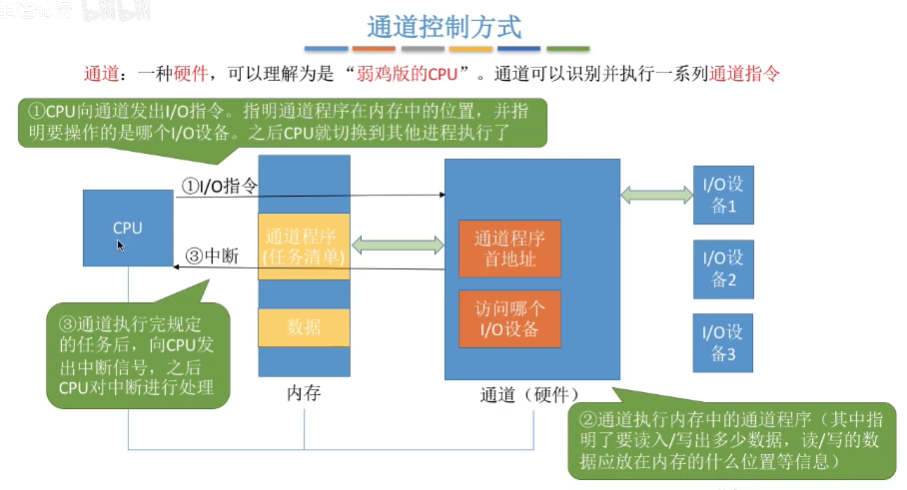 通道控制方式
通道：一种硬件，可以理解为是“弱鸡版的CPU”。通道可以识别并执行一系列通道指令
①CPU向通道发出I/O指令。指明通道程序在内存中的位置，并指
明要操作的是哪个I/O设备。之后CPU就切换到其他进程执行了
①I/O指令
CPU
通道程序
(任务清单)
③中断
数据
内存
通道程序
首地址
访问哪个
I/O设备
通道（硬件）
I/O设
备1
I/O设
备2
I/O设
备3
③通道执行完规定
的任务后，向CPU发
出中断信号，之后
CPU对中断进行处理
②通道执行内存中的通道程序（其中指
明了要读入/写出多少数据，读/写的数
据应放在内存的什么位置等信息）